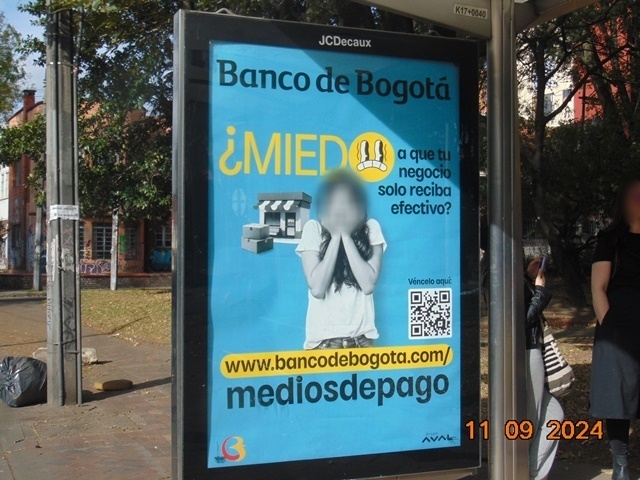 K17+0040
JCDecaux
Banco de Bogotá
¿MIEDO
a que tu
negocio
solo reciba
efectivo?
Véncelo aquí:
www.bancodebogota.com/
mediosdepago
AVAL
11 09 2024